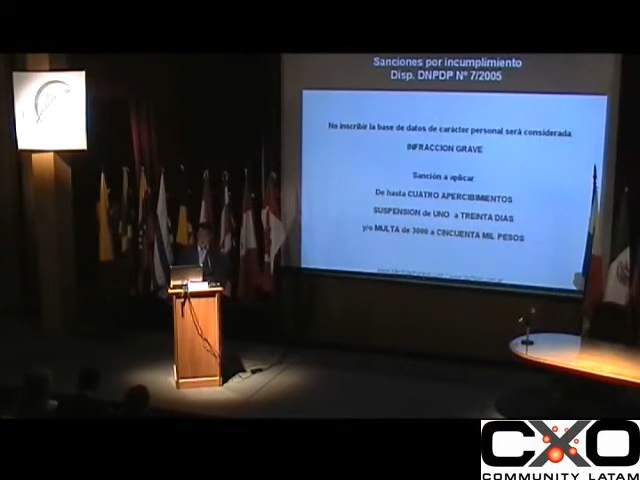 Sanciones por incumplimiento
Disp. DNPDP Nº 7/2005
No inscribir la base de datos de carácter personal será considerada
INFRACCION GRAVE
Sanción a aplicar
De hasta CUATRO APERCIBIMIENTOS
SUSPENSION de UNO a TREINTA DIAS
y/o MULTA de 3000 a CINCUENTA MIL PESOS
CXO
COMMUNITY LATAM